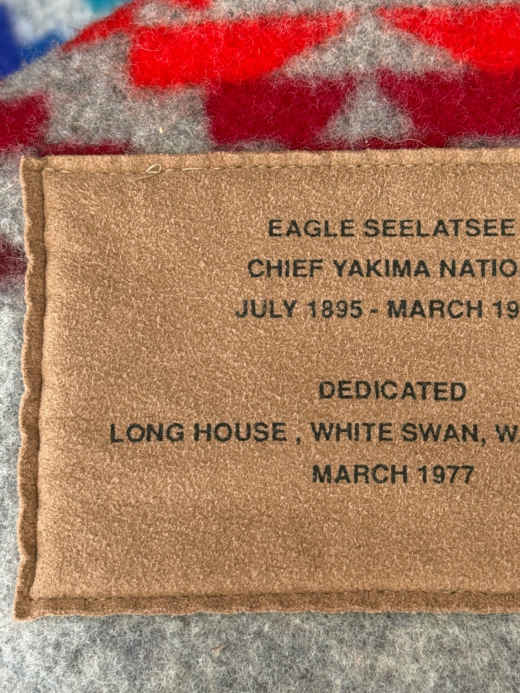 EAGLE SEELATSEE
CHIEF YAKIMA NATIO
JULY 1895 - MARCH 19
DEDICATED
LONG HOUSE , WHITE SWAN, W
MARCH 1977